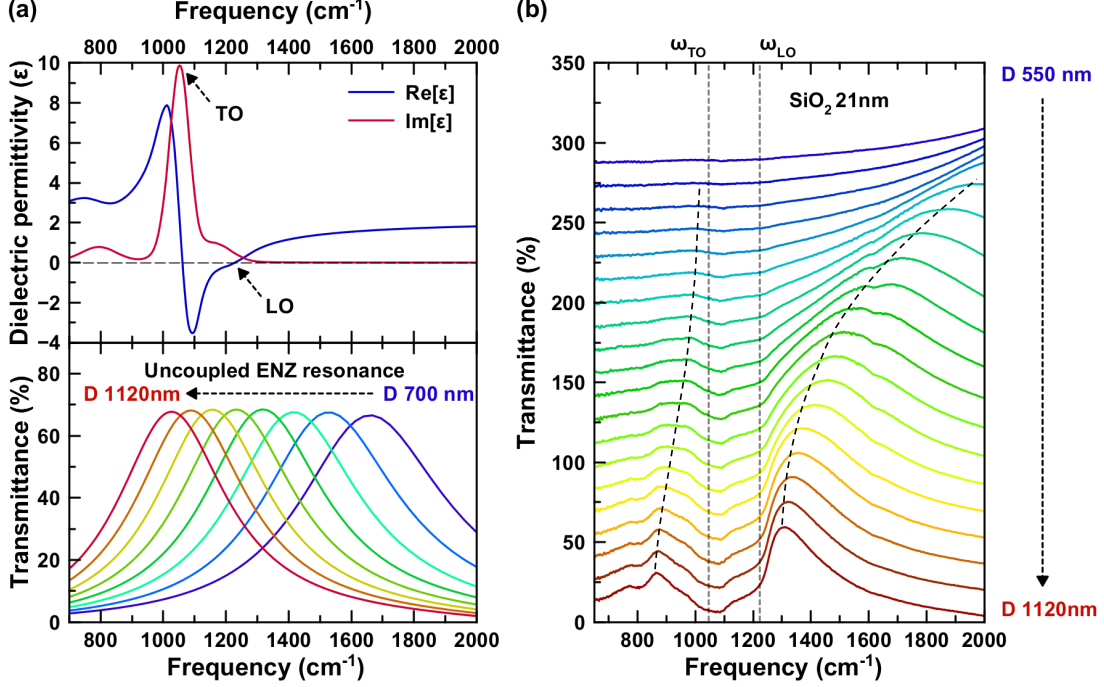 (a)
Frequency (cm-1)
800 1000 1200 1400 1600 1800 2000
Dielectric permittivity (ε)
10
8
6
4
2
0
−2
−4
TO
LO
Re[ε]
Im[ε]
Transmittance (%)
80
60
40
20
0
Uncoupled ENZ resonance
D 1120nm
D 700 nm
800 1000 1200 1400 1600 1800 2000
Frequency (cm-1)
(b)
ωTO
ωLO
SiO2 21nm
Transmittance (%)
350
300
250
200
150
100
50
0
800 1000 1200 1400 1600 1800 2000
Frequency (cm-1)
D 550 nm
D 1120nm